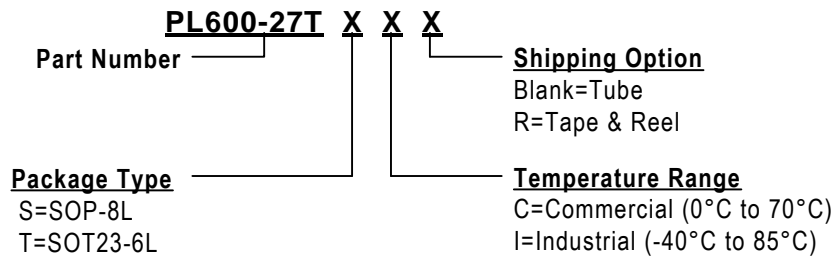 PL600-27T X X X
Part Number
Shipping Option
Blank=Tube
R=Tape & Reel
Package Type
S=SOP-8L
T=SOT23-6L
Temperature Range
C=Commercial (0°C to 70°C)
I=Industrial (-40°C to 85°C)